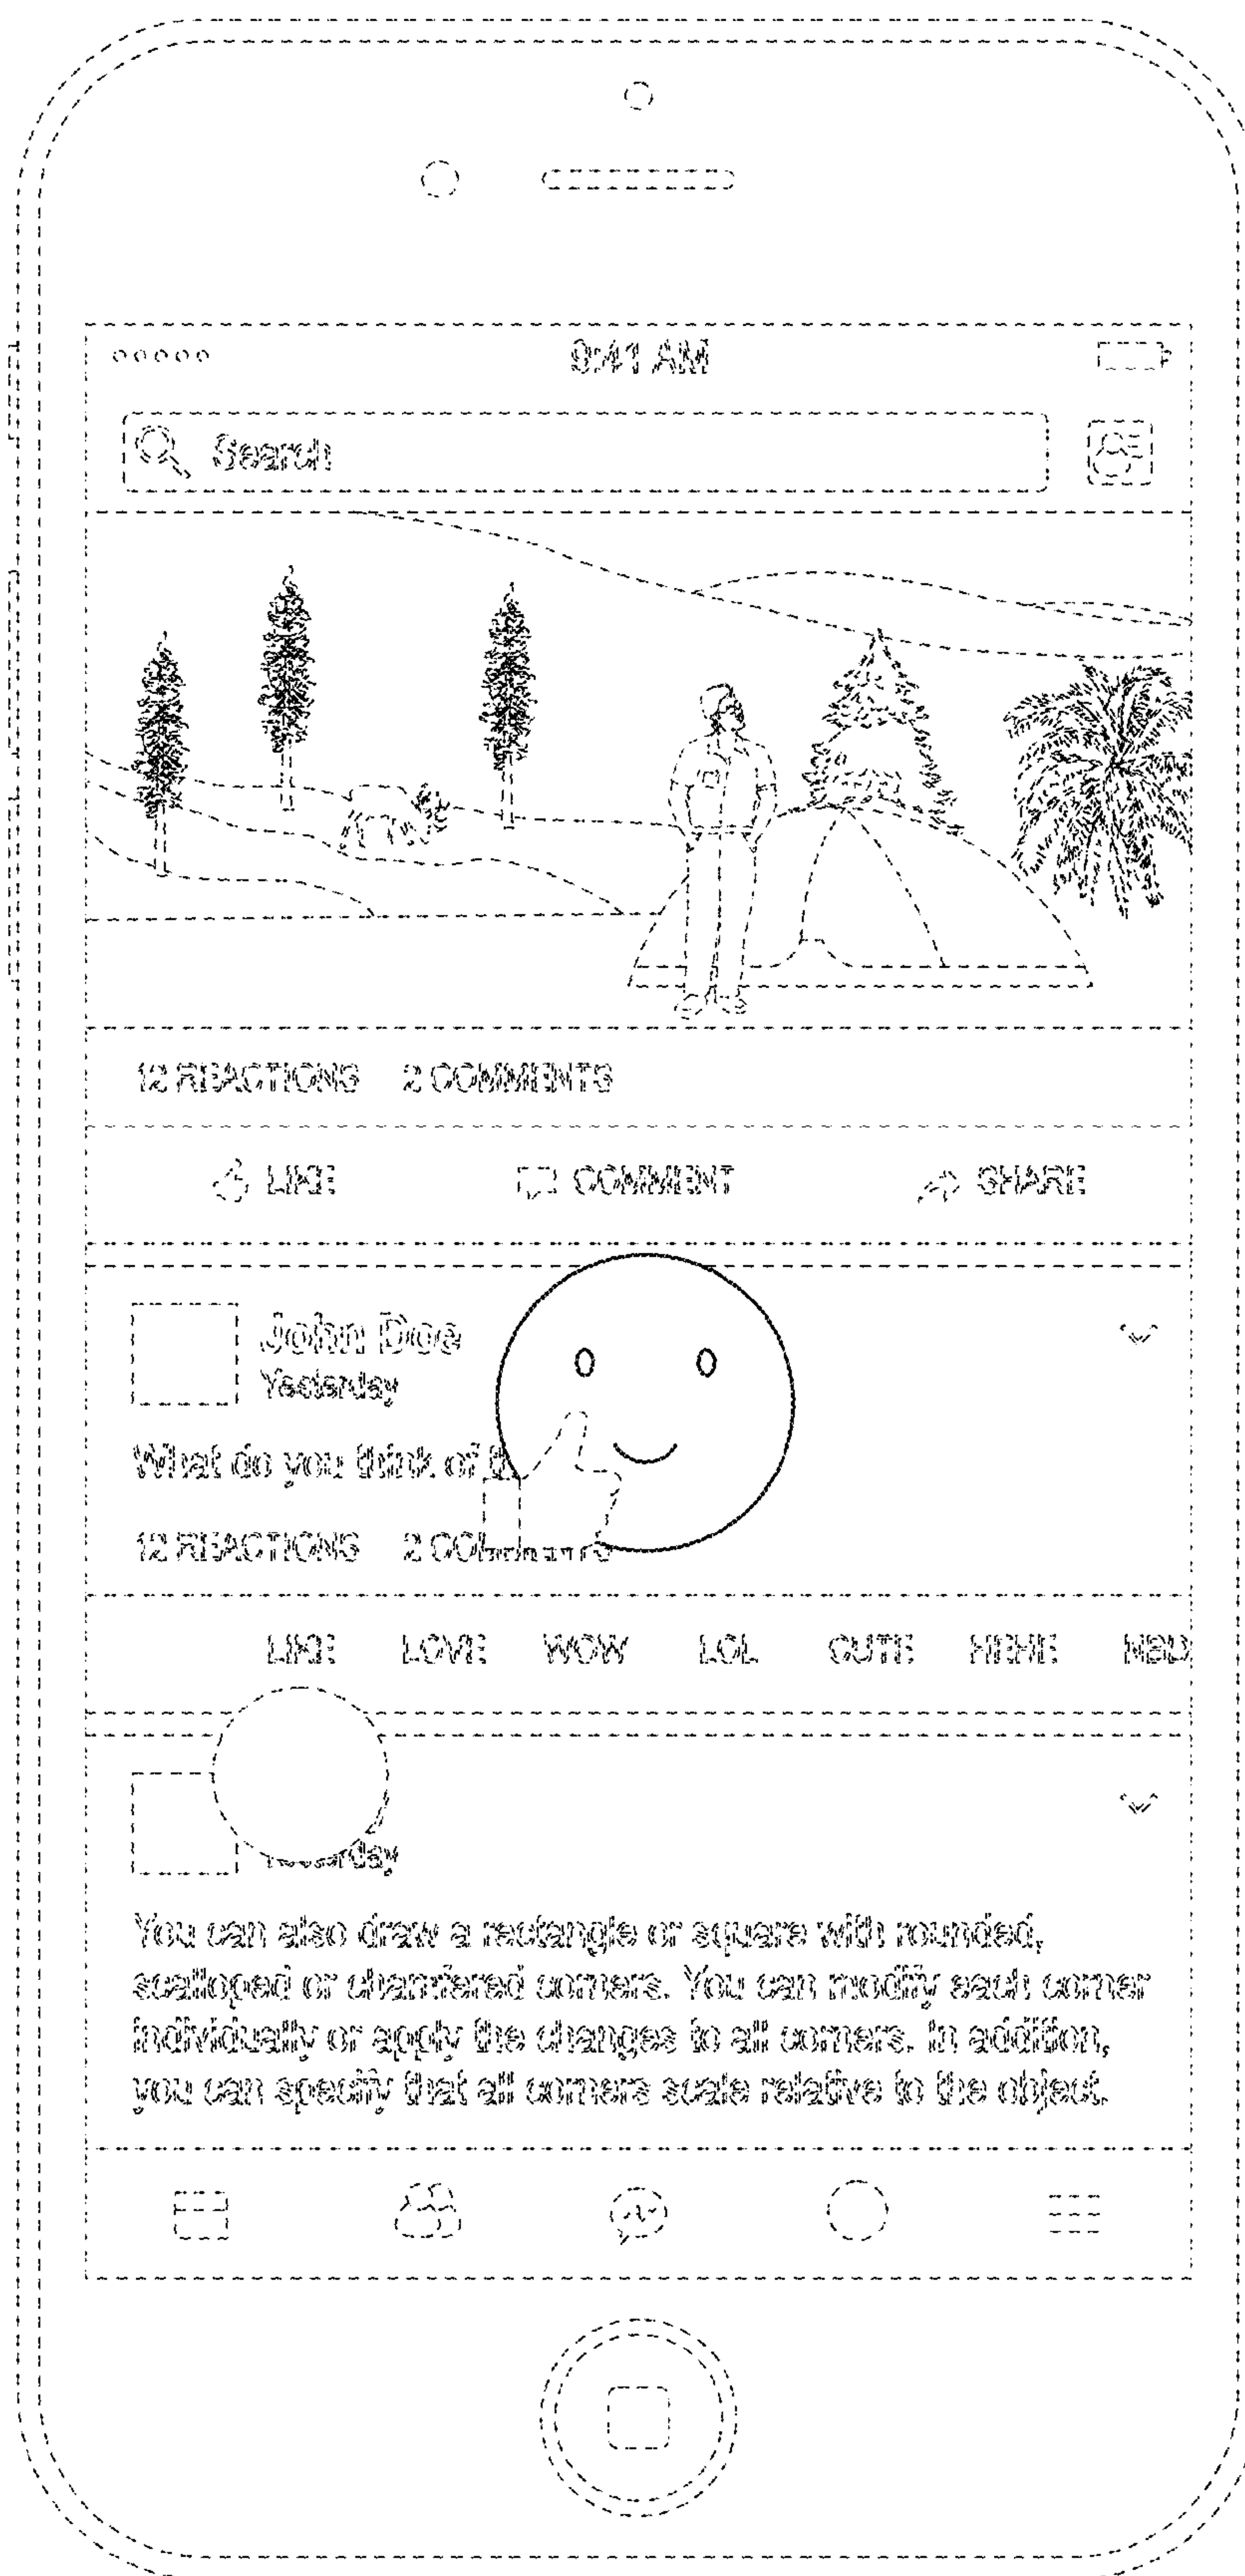 9:41 AM
Search
12 REACTIONS 2 COMMENTS
LIKE COMMENT SHARE
John Doe
Yesterday
What do you think of
12 REACTIONS 2
LIKE LOVE WOW LOL CUTE HEHE
You can also draw a rectangle or square with rounded,
scalloped or chamfered corners. You can modify each corner
individually or apply the changes to all corners. In addition,
you can specify that all corners scale relative to the object.